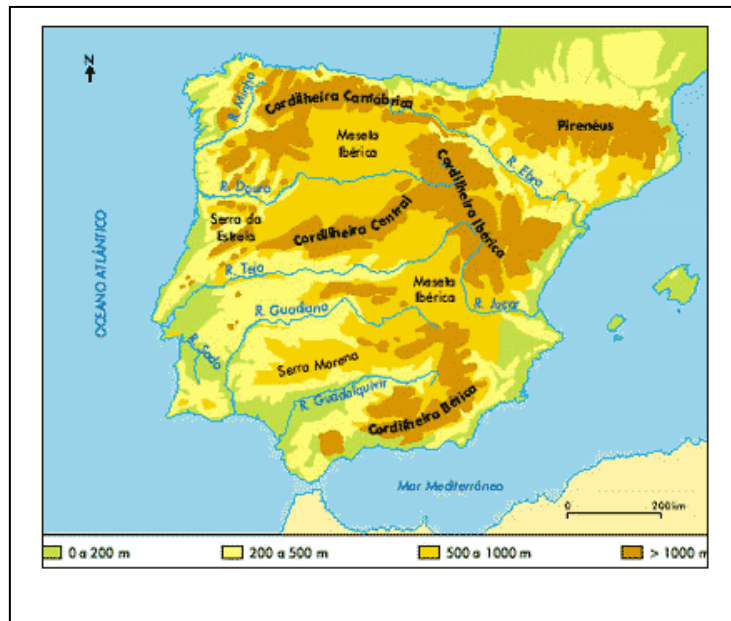 N
R. Minho
Cordilheira Cantábrica
Pirenéus
Meseta
Ibérica
R. Ebro
Cordilheira Ibérica
R. Douro
Serra da
Estrela
Cordilheira Central
OCEANO ATLÂNTICO
R. Tejo
Meseta
Ibérica
R. Jucar
R. Guadiana
R. Sado
Serra Morena
R. Guadalquivir
Cordilheira Bética
Mar Mediterrâneo
0 200 km
0 a 200 m 200 a 500 m 500 a 1000 m > 1000 m